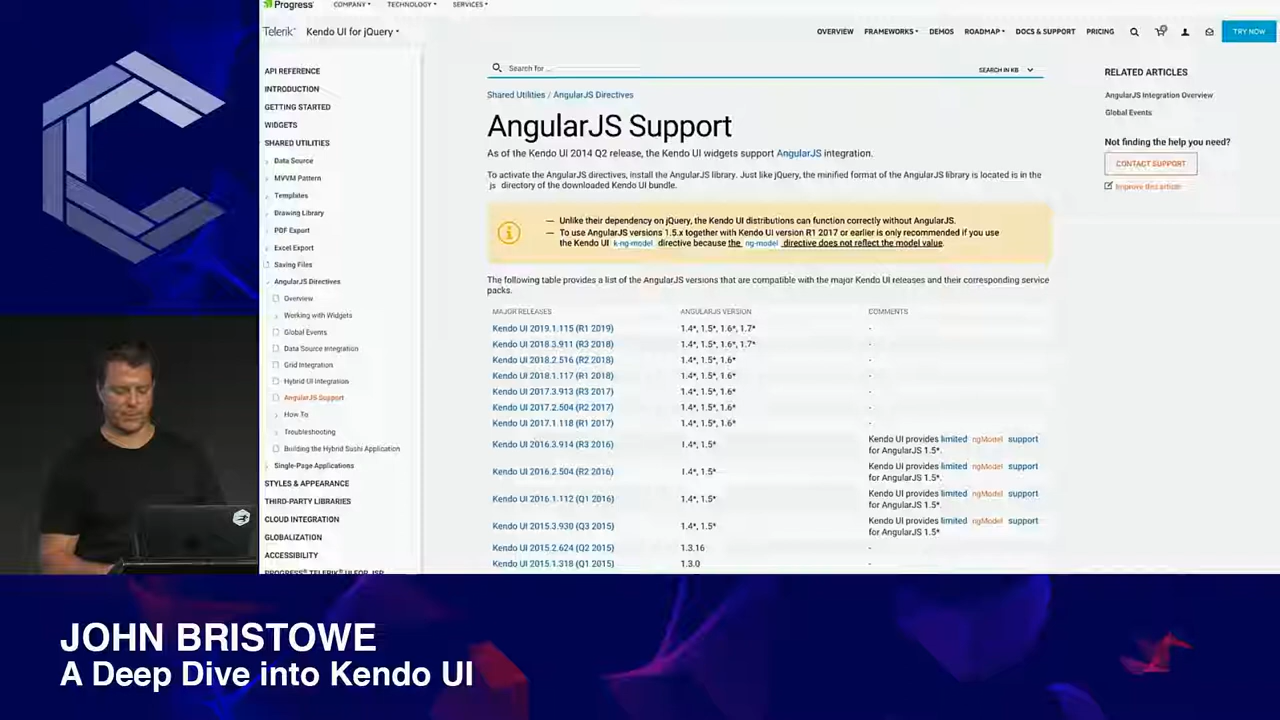 Progress
COMPANY
TECHNOLOGY
SERVICES
Telerik
Kendo UI for jQuery
OVERVIEW
FRAMEWORKS
DEMOS
ROADMAP
DOCS & SUPPORT
PRICING
TRY NOW
API REFERENCE
INTRODUCTION
GETTING STARTED
WIDGETS
SHARED UTILITIES
Data Source
MVVM Pattern
Templates
Drawing Library
PDF Export
Excel Export
Saving Files
AngularJS Directives
Overview
Working with Widgets
Global Events
Data Source Integration
Grid Integration
Hybrid UI Integration
AngularJS Support
How To
Troubleshooting
Building the Hybrid Sushi Application
Single-Page Applications
STYLES & APPEARANCE
THIRD-PARTY LIBRARIES
CLOUD INTEGRATION
GLOBALIZATION
ACCESSIBILITY
PROGRESS® TELERIK® UI FOR JSP
Search for ...
SEARCH IN KB
Shared Utilities / AngularJS Directives
AngularJS Support
As of the Kendo UI 2014 Q2 release, the Kendo UI widgets support AngularJS integration.
To activate the AngularJS directives, install the AngularJS library. Just like jQuery, the minified format of the AngularJS library is located is in the
js directory of the downloaded Kendo UI bundle.
— Unlike their dependency on jQuery, the Kendo UI distributions can function correctly without AngularJS.
— To use AngularJS versions 1.5.x together with Kendo UI version R1 2017 or earlier is only recommended if you use
the Kendo UI k-ng-model directive because the ng-model directive does not reflect the model value.
The following table provides a list of the AngularJS versions that are compatible with the major Kendo UI releases and their corresponding service
packs.
MAJOR RELEASES ANGULARJS VERSION COMMENTS
Kendo UI 2019.1.115 (R1 2019) 1.4*, 1.5*, 1.6*, 1.7* -
Kendo UI 2018.3.911 (R3 2018) 1.4*, 1.5*, 1.6*, 1.7* -
Kendo UI 2018.2.516 (R2 2018) 1.4*, 1.5*, 1.6* -
Kendo UI 2018.1.117 (R1 2018) 1.4*, 1.5*, 1.6* -
Kendo UI 2017.3.913 (R3 2017) 1.4*, 1.5*, 1.6* -
Kendo UI 2017.2.504 (R2 2017) 1.4*, 1.5*, 1.6* -
Kendo UI 2017.1.118 (R1 2017) 1.4*, 1.5*, 1.6* -
Kendo UI 2016.3.914 (R3 2016) 1.4*, 1.5* Kendo UI provides limited ngModel support
for AngularJS 1.5*.
Kendo UI 2016.2.504 (R2 2016) 1.4*, 1.5* Kendo UI provides limited ngModel support
for AngularJS 1.5*.
Kendo UI 2016.1.112 (Q1 2016) 1.4*, 1.5* Kendo UI provides limited ngModel support
for AngularJS 1.5*.
Kendo UI 2015.3.930 (Q3 2015) 1.4*, 1.5* Kendo UI provides limited ngModel support
for AngularJS 1.5*
Kendo UI 2015.2.624 (Q2 2015) 1.3.16 -
Kendo UI 2015.1.318 (Q1 2015) 1.3.0 -
RELATED ARTICLES
AngularJS Integration Overview
Global Events
Not finding the help you need?
CONTACT SUPPORT
Improve this article
JOHN BRISTOWE
A Deep Dive into Kendo UI